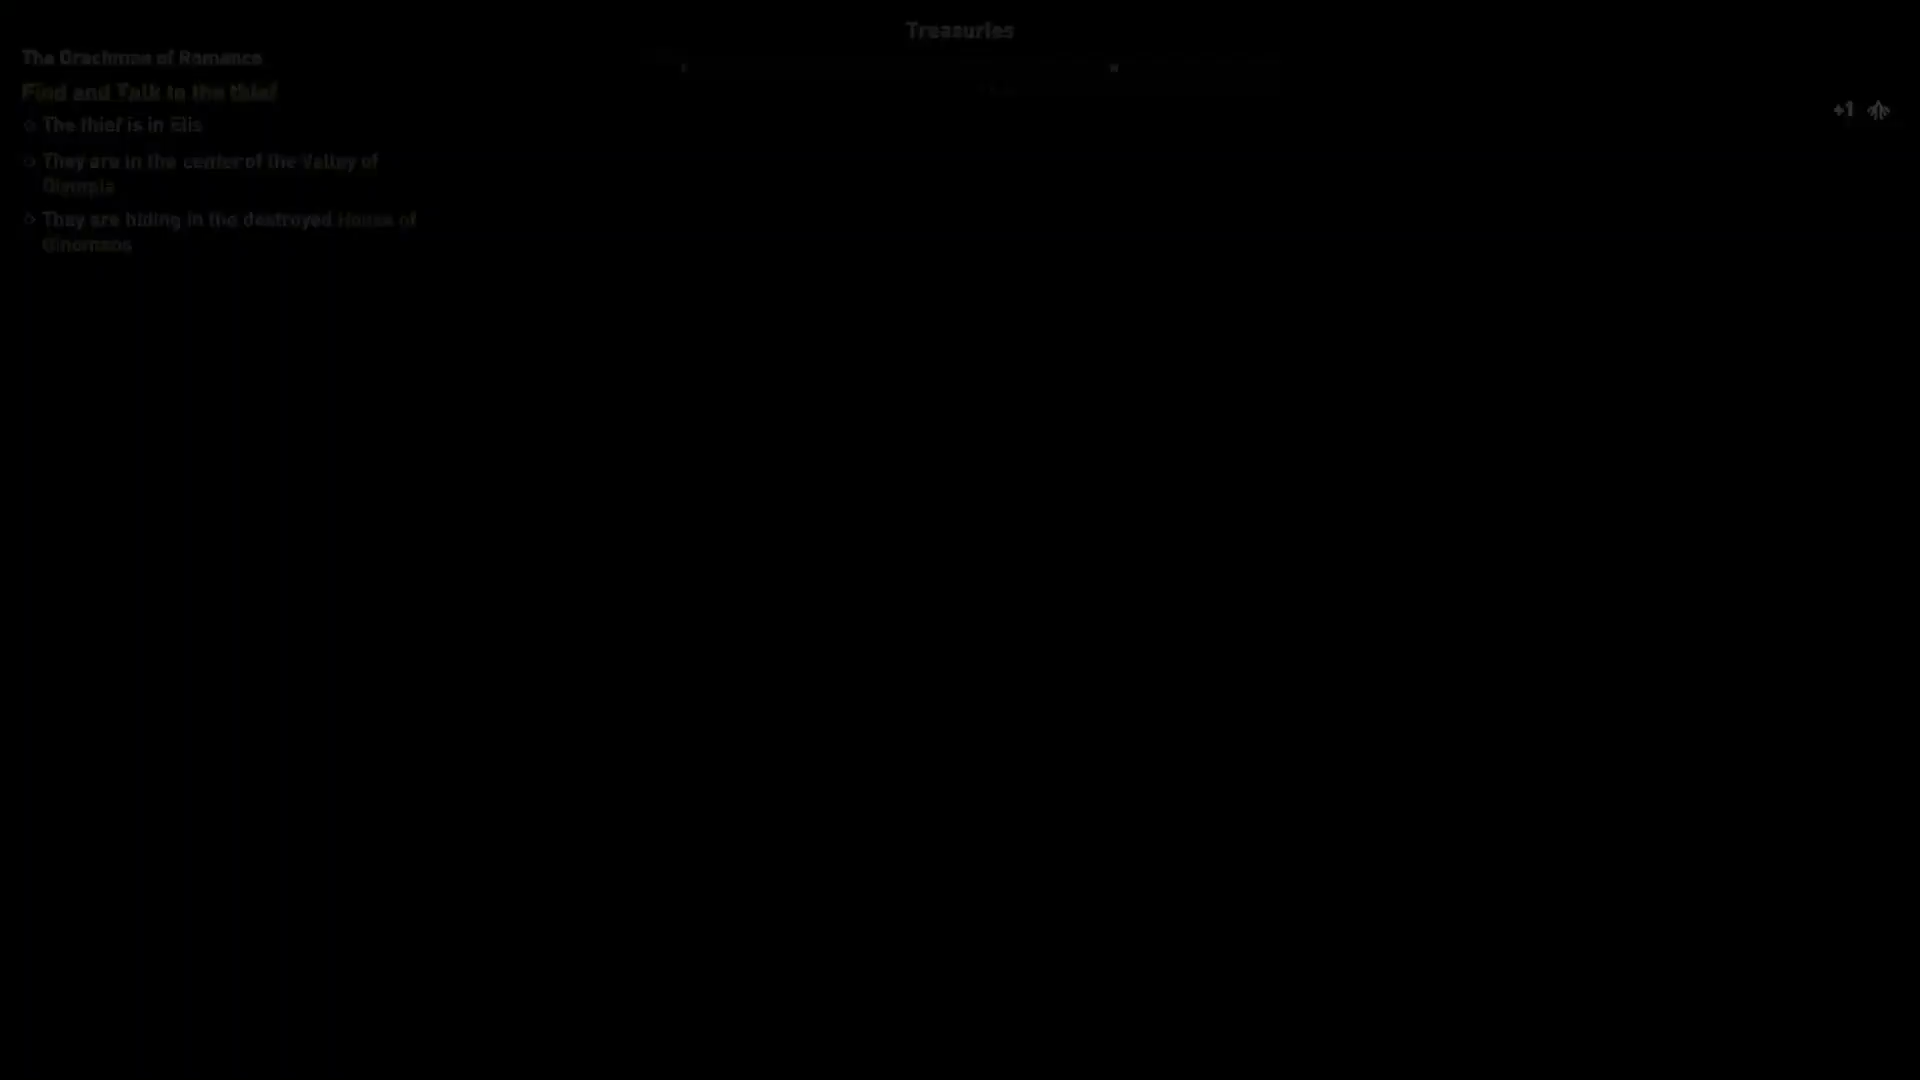 Treasuries
The Drachmae of Romance
Find and Talk to the thief
The thief is in Elis
They are in the center of the Valley of
Olympia
They are hiding in the destroyed House of
Oinomaos
W
+1